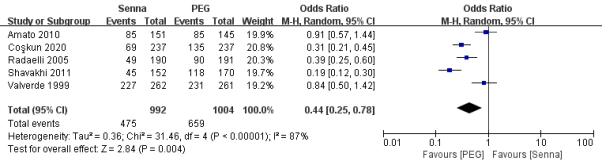 Senna PEG Odds Ratio Odds Ratio
Study or Subgroup Events Total Events Total Weight M-H, Random, 95% CI M-H, Random, 95% CI
Amato 2010 85 151 85 145 19.9% 0.91 [0.57, 1.44]
Coşkun 2020 69 237 135 237 20.8% 0.31 [0.21, 0.45]
Radaelli 2005 49 190 90 191 20.1% 0.39 [0.25, 0.60]
Shavakhi 2011 45 152 118 170 19.6% 0.19 [0.12, 0.30]
Valverde 1999 227 262 231 261 19.5% 0.84 [0.50, 1.42]
Total (95% CI) 992 1004 100.0% 0.44 [0.25, 0.78]
Total events 475 659
Heterogeneity: Tau² = 0.36; Chi² = 31.46, df = 4 (P < 0.00001); I² = 87%
Test for overall effect: Z = 2.84 (P = 0.004)
0.01 0.1 1 10 100
Favours [PEG] Favours [Senna]